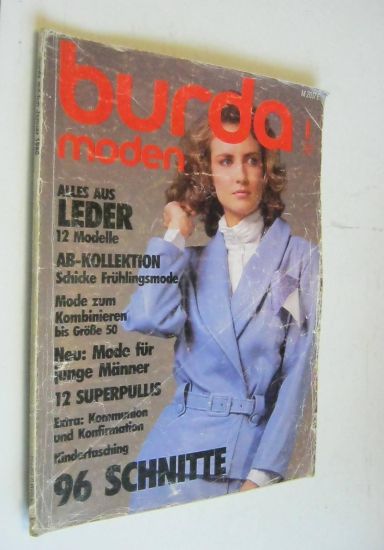 burda
moden
ALLES AUS
LEDER
12 Modelle
AB-KOLLEKTION
Schicke Frühlingsmode
Mode zum
Kombinieren
bis Größe 50
Neu: Mode für
junge Männer
12 SUPERPULLIS
Extra: Kommunion
und Konfirmation
Kinderfasching
96 SCHNITTE